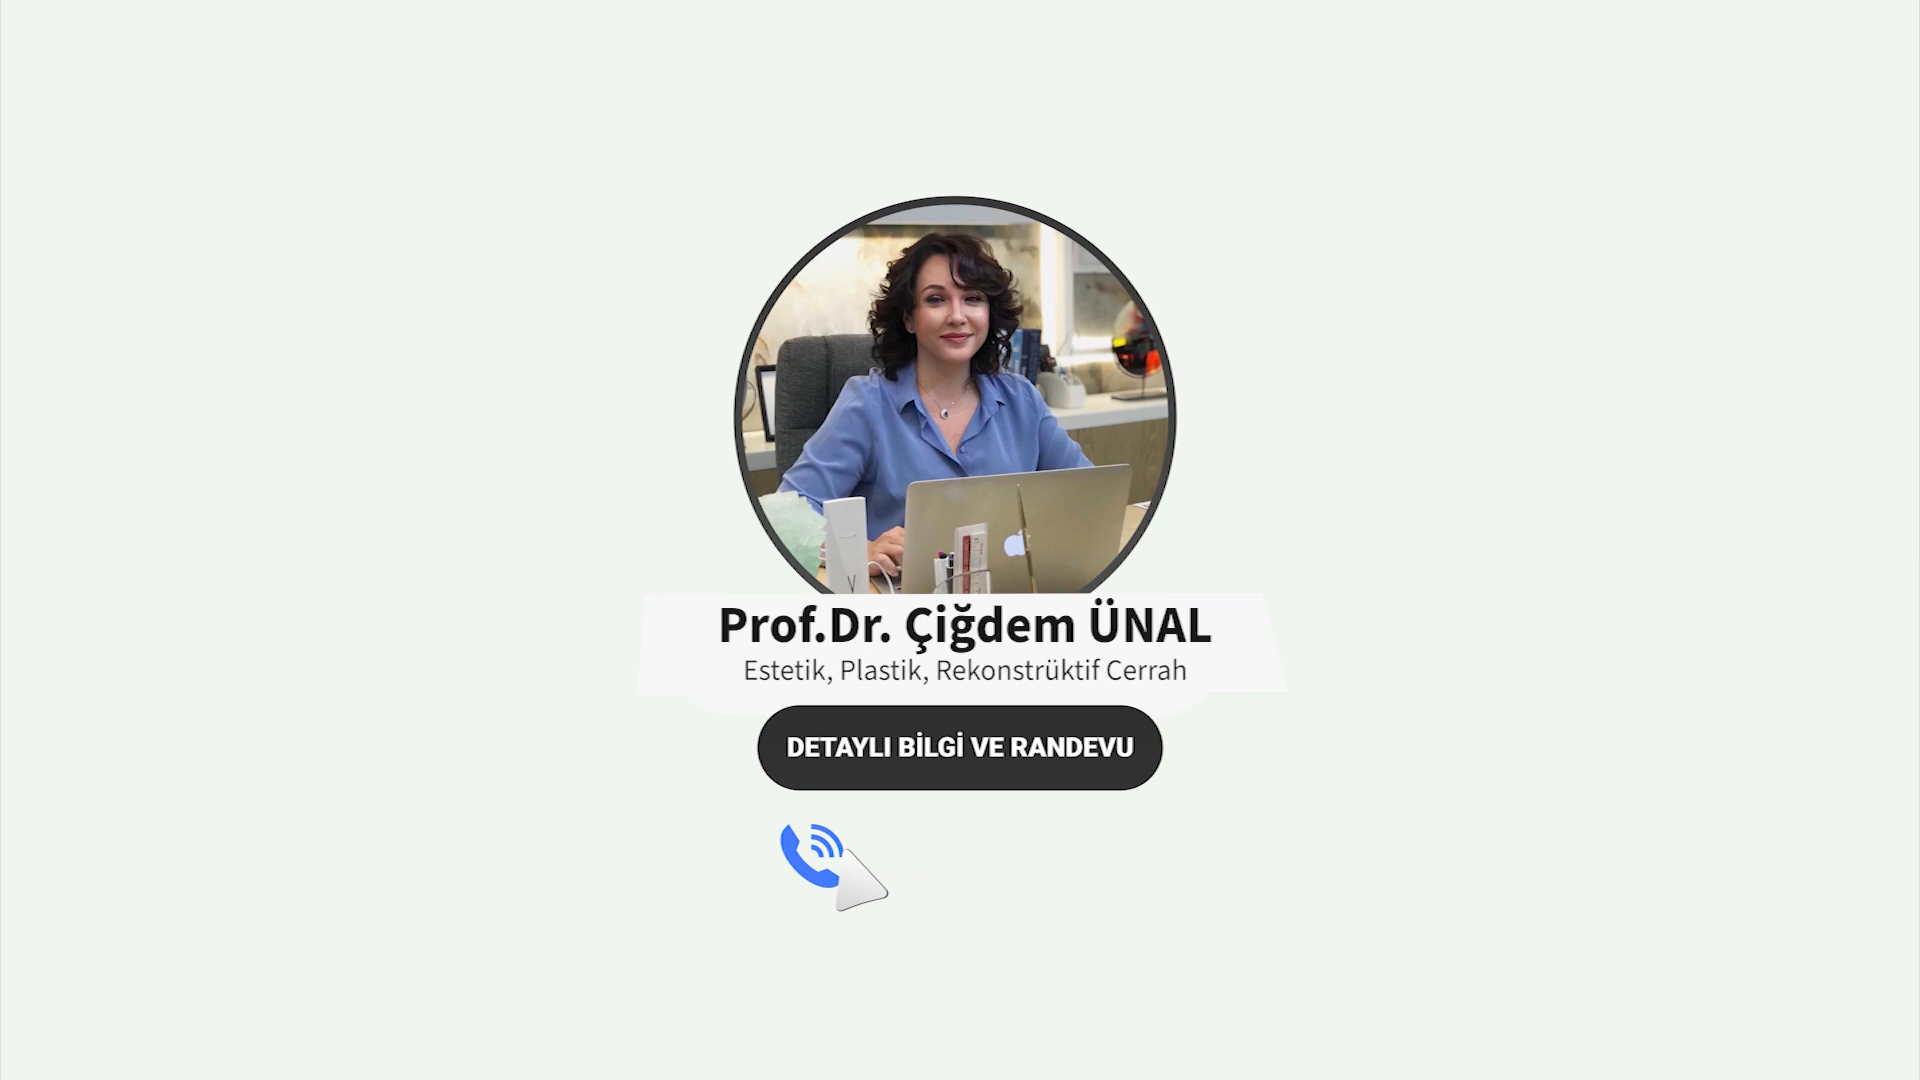 Prof.Dr. Çiğdem ÜNAL
Estetik, Plastik, Rekonstrüktif Cerrah
DETAYLI BİLGİ VE RANDEVU